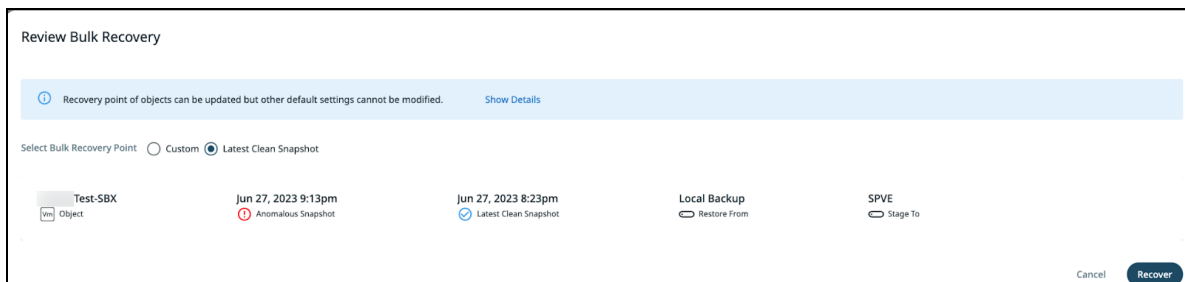 Review Bulk Recovery
Recovery point of objects can be updated but other default settings cannot be modified. Show Details
Select Bulk Recovery Point Custom Latest Clean Snapshot
Test-SBX Jun 27, 2023 9:13pm Jun 27, 2023 8:23pm Local Backup SPVE
Vm Object Anomalous Snapshot Latest Clean Snapshot Restore From Stage To
Cancel Recover